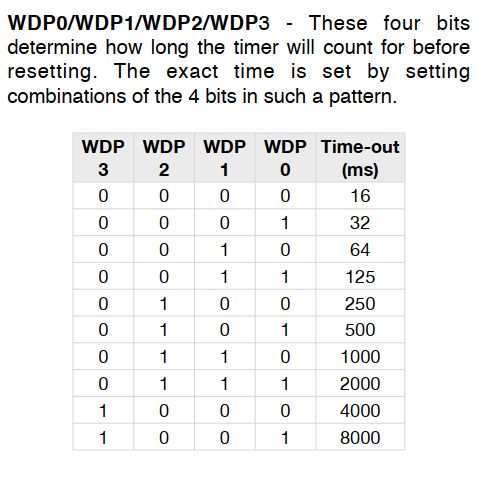 WDP0/WDP1/WDP2/WDP3 - These four bits
determine how long the timer will count for before
resetting. The exact time is set by setting
combinations of the 4 bits in such a pattern.
WDP 3 WDP 2 WDP 1 WDP 0 Time-out (ms)
0 0 0 0 16
0 0 0 1 32
0 0 1 0 64
0 0 1 1 125
0 1 0 0 250
0 1 0 1 500
0 1 1 0 1000
0 1 1 1 2000
1 0 0 0 4000
1 0 0 1 8000